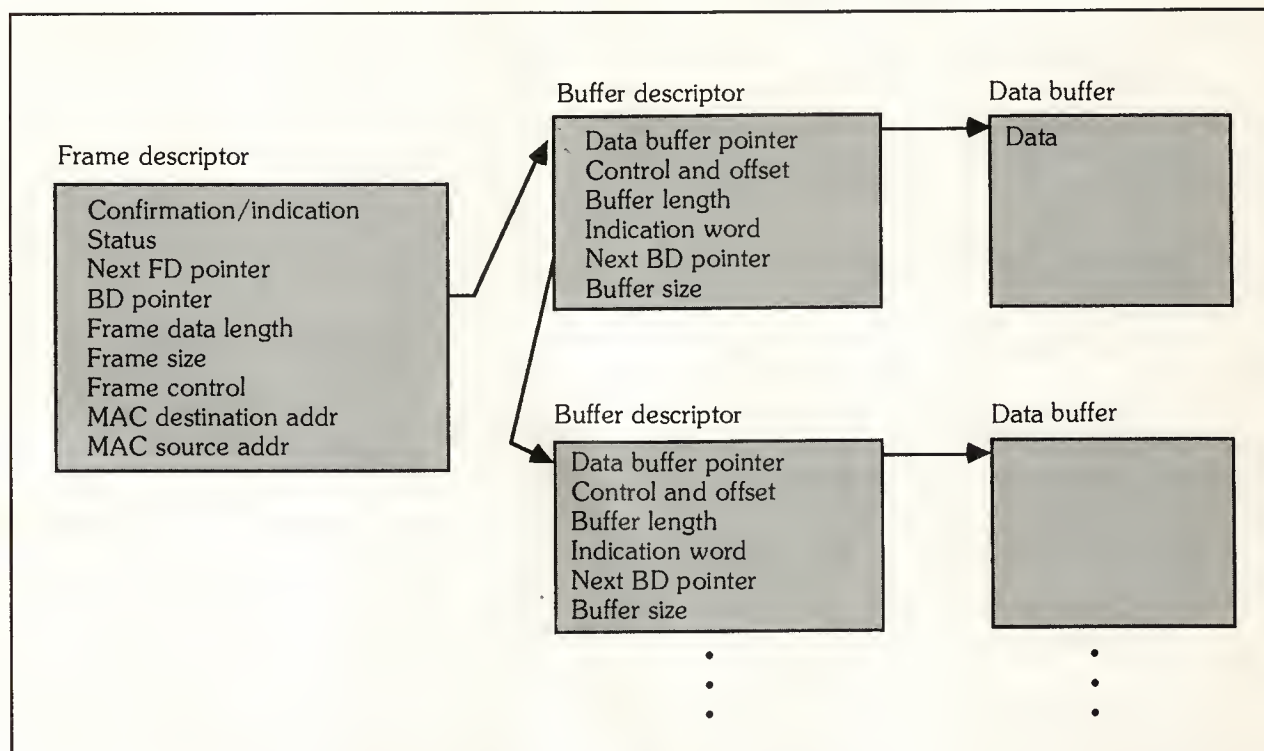 Frame descriptor
Confirmation/indication
Status
Next FD pointer
BD pointer
Frame data length
Frame size
Frame control
MAC destination addr
MAC source addr
Buffer descriptor
Data buffer pointer
Control and offset
Buffer length
Indication word
Next BD pointer
Buffer size
Data buffer
Data
Buffer descriptor
Data buffer pointer
Control and offset
Buffer length
Indication word
Next BD pointer
Buffer size
Data buffer